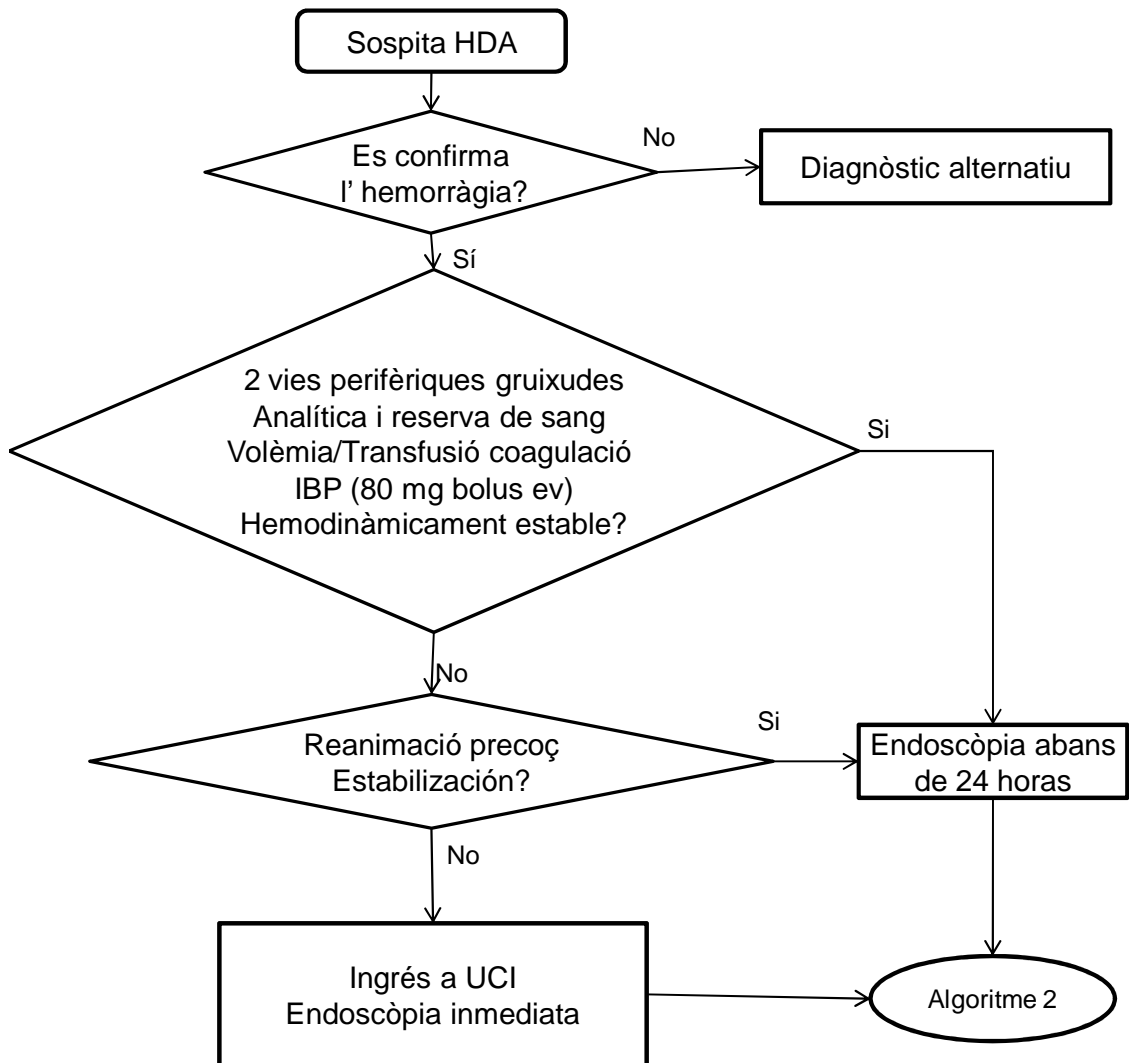 Sospita HDA
Es confirma
l' hemorràgia?
No
Diagnòstic alternatiu
Sí
2 vies perifèriques gruixudes
Analítica i reserva de sang
Volèmia/Transfusió coagulació
IBP (80 mg bolus ev)
Hemodinàmicament estable?
Si
No
Reanimació precoç
Estabilización?
Si
Endoscòpia abans
de 24 horas
No
Ingrés a UCI
Endoscòpia inmediata
Algoritme 2